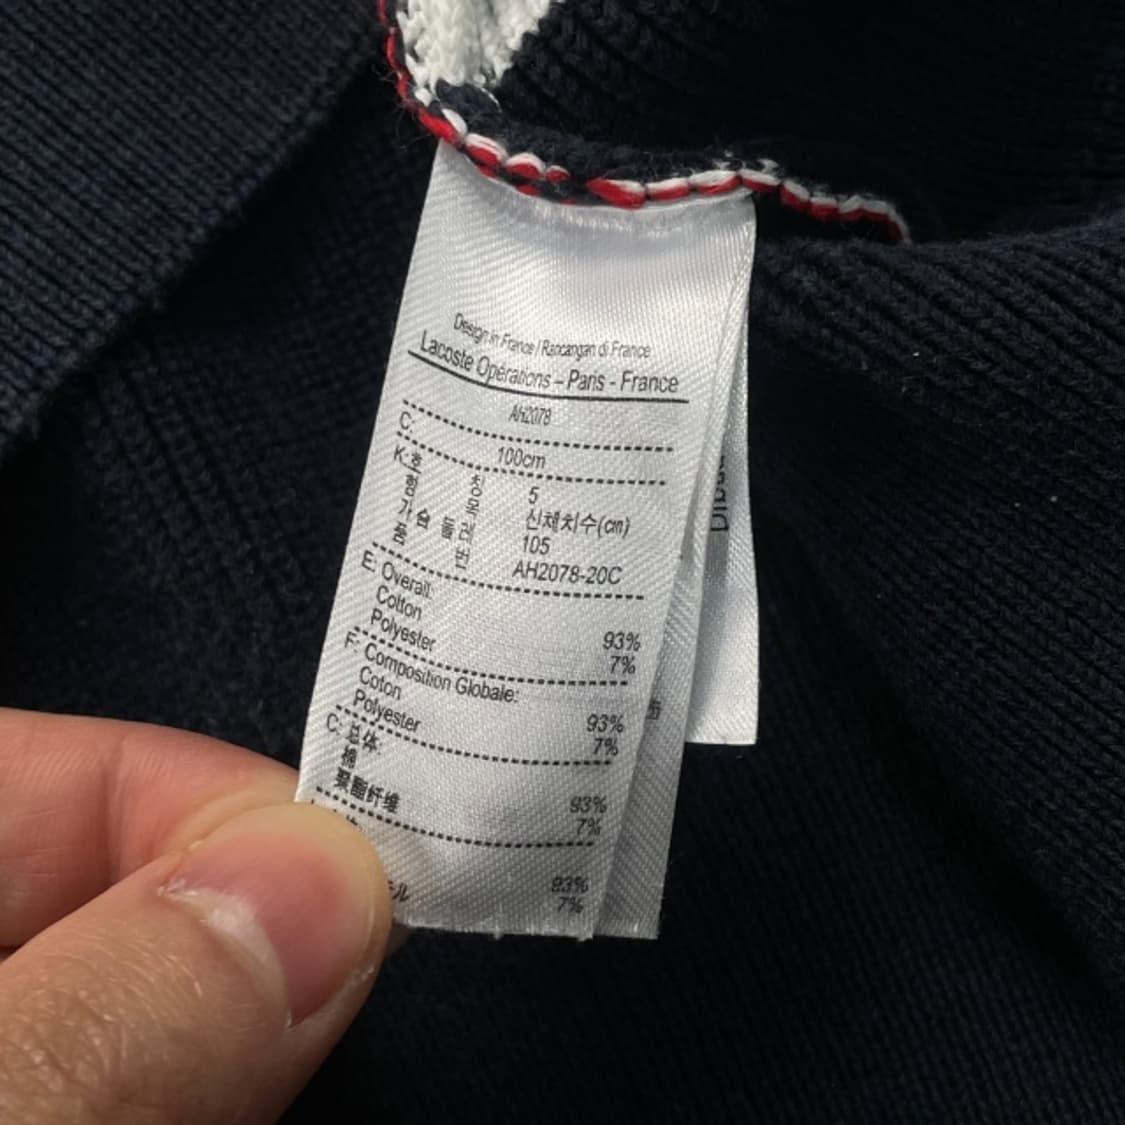 Design in France / Rancangan di France
Lacoste Opérations – Paris - France
AH2078
C: 100cm
K: 호 칭 5
형 신체치수(cm)
가슴둘레 105
품 번 AH2078-20C
E: Overall:
Cotton 93%
Polyester 7%
F: Composition Globale:
Coton 93%
Polyester 7%
C: 总体:
棉 93%
聚酯纤维 7%
93%
ル 7%